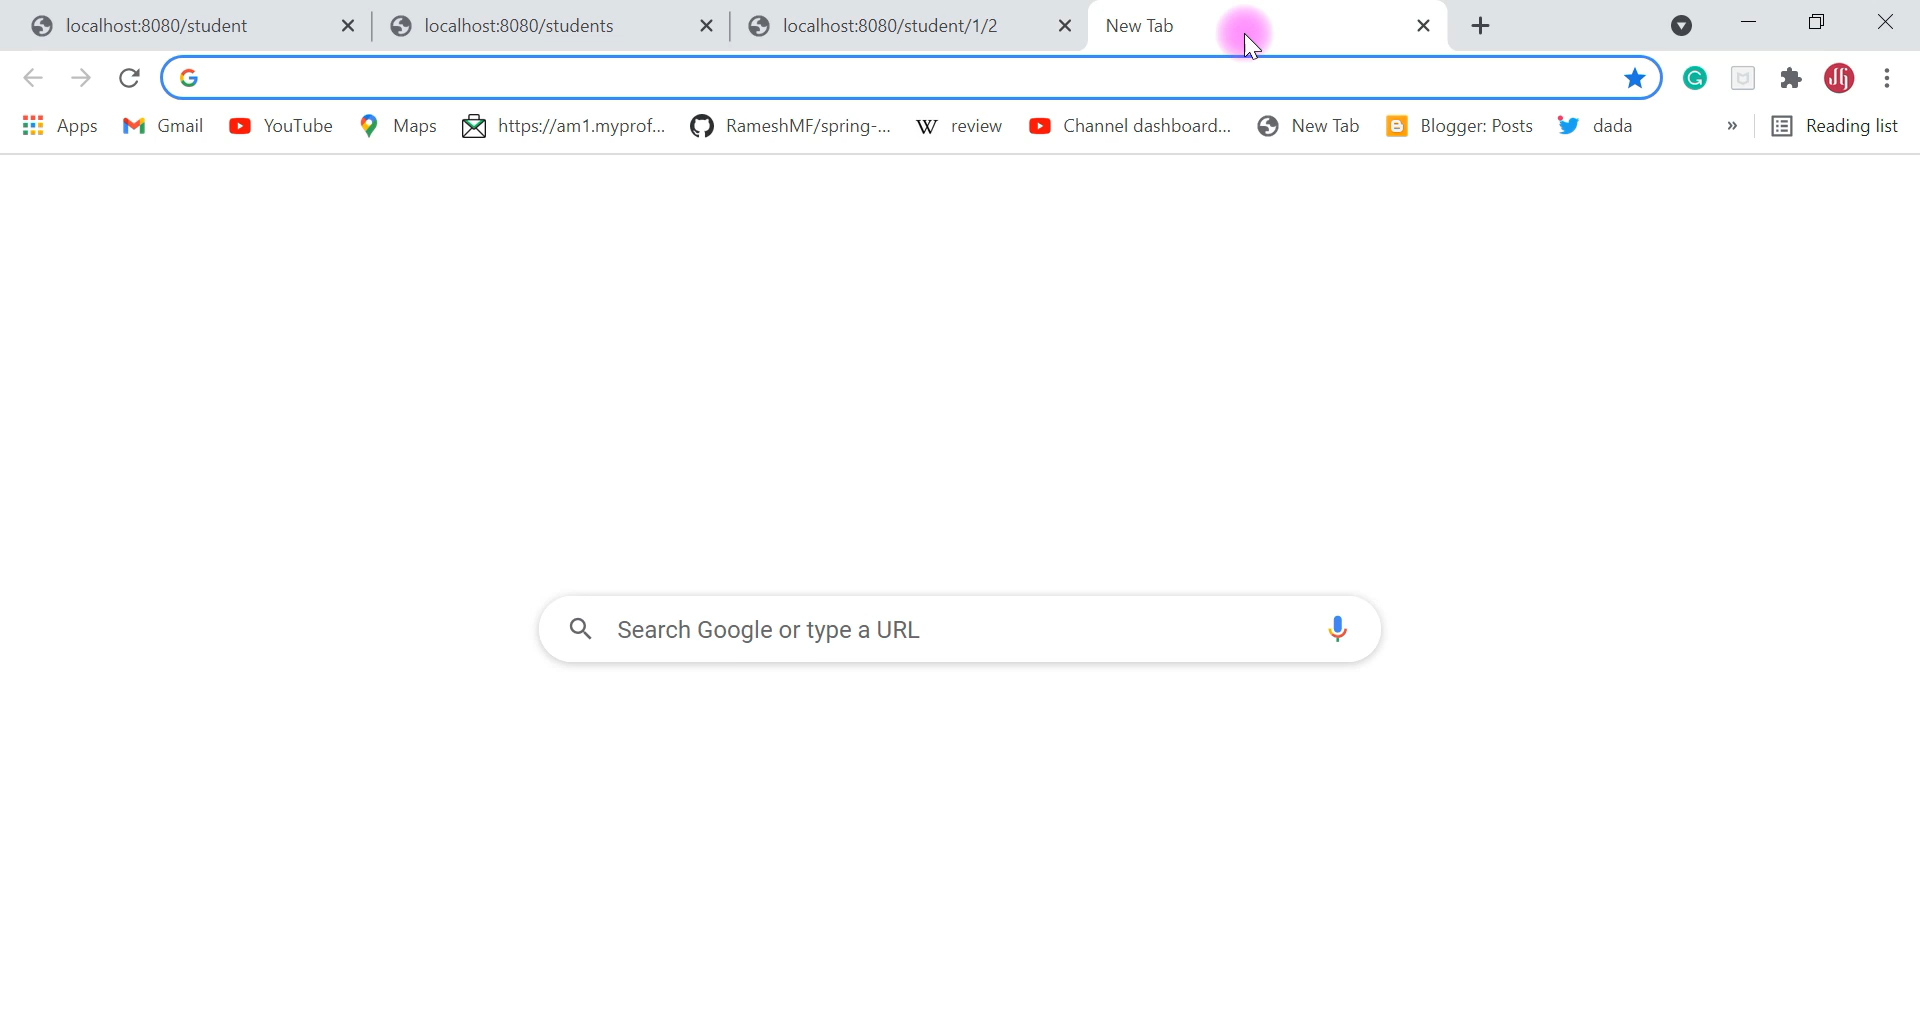 localhost:8080/student localhost:8080/students localhost:8080/student/1/2 New Tab
Apps Gmail YouTube Maps https://am1.myprof... RameshMF/spring-... W review Channel dashboard... New Tab Blogger: Posts dada » Reading list
Search Google or type a URL